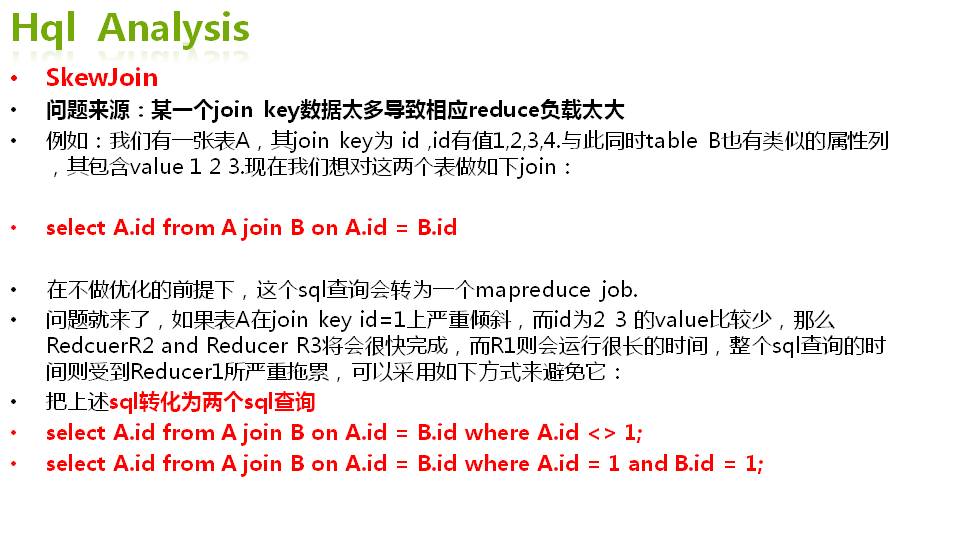 Hql Analysis
• SkewJoin
• 问题来源：某一个join key数据太多导致相应reduce负载太大
• 例如：我们有一张表A，其join key为 id ,id有值1,2,3,4.与此同时table B也有类似的属性列
，其包含value 1 2 3.现在我们想对这两个表做如下join：
• select A.id from A join B on A.id = B.id
• 在不做优化的前提下，这个sql查询会转为一个mapreduce job.
• 问题就来了，如果表A在join key id=1上严重倾斜，而id为2 3 的value比较少，那么
RedcuerR2 and Reducer R3将会很快完成，而R1则会运行很长的时间，整个sql查询的时
间则受到Reducer1所严重拖累，可以采用如下方式来避免它：
• 把上述sql转化为两个sql查询
• select A.id from A join B on A.id = B.id where A.id <> 1;
• select A.id from A join B on A.id = B.id where A.id = 1 and B.id = 1;